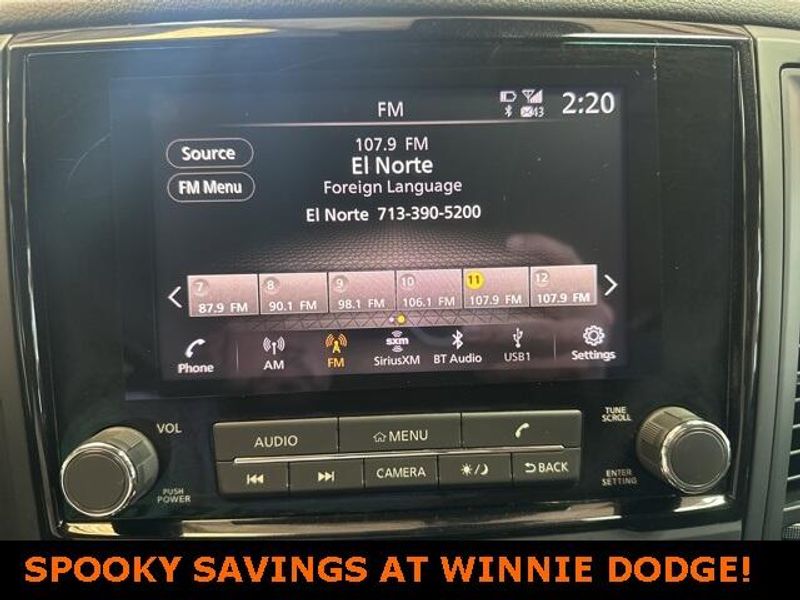 FM
43 2:20
107.9 FM
Source
El Norte
FM Menu
Foreign Language
El Norte 713-390-5200
7 8 9 10 11 12
87.9 FM 90.1 FM 98.1 FM 106.1 FM 107.9 FM 107.9 FM
sxm
Phone AM FM SiriusXM BT Audio USB1 Settings
VOL
AUDIO MENU
TUNE
SCROLL
CAMERA BACK
PUSH
POWER
ENTER
SETTING
SPOOKY SAVINGS AT WINNIE DODGE!